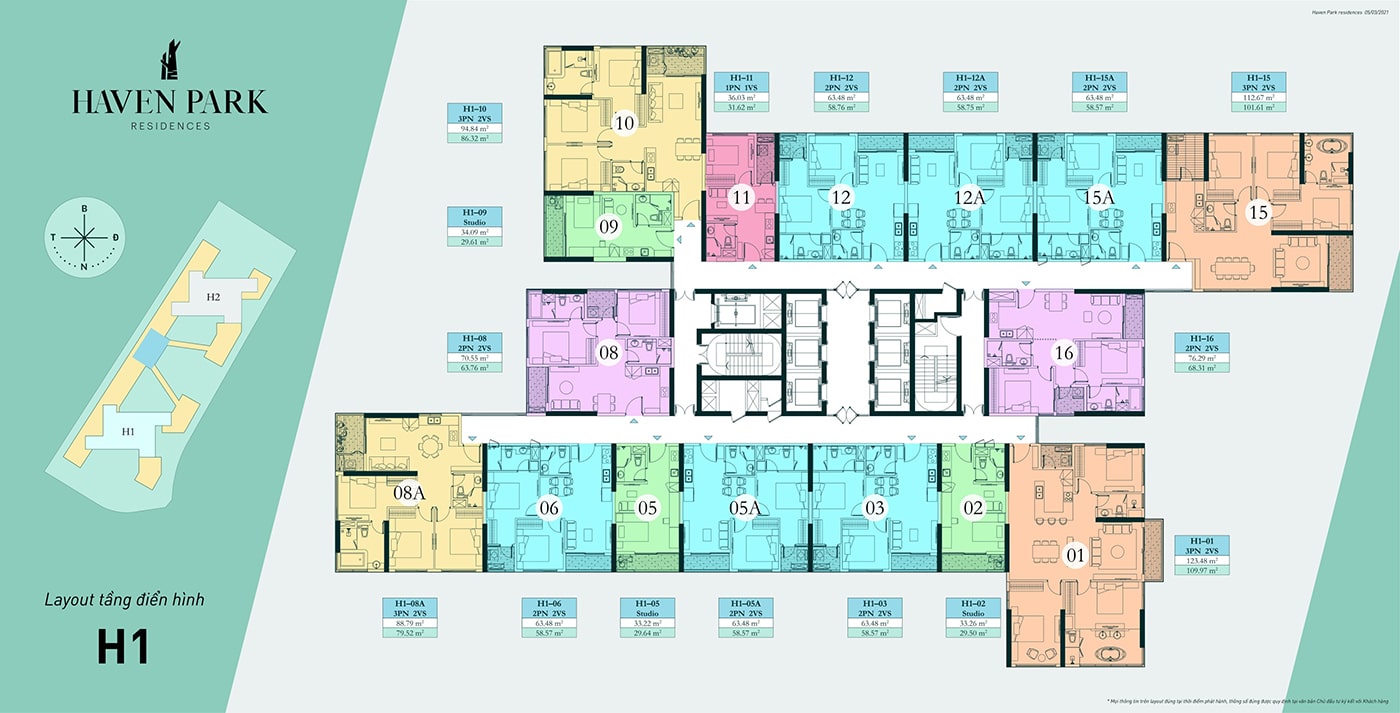 Haven Park residences 05/03/2021
HAVEN PARK
RESIDENCES
B
T
Đ
N
H2
H1
Layout tầng điển hình
H1
H1–10
3PN 2VS
94.84 m²
86.32 m²
H1–09
Studio
34.09 m²
29.61 m²
H1–08
2PN 2VS
70.55 m²
63.76 m²
H1–11
1PN 1VS
36.03 m²
31.62 m²
H1–12
2PN 2VS
63.48 m²
58.76 m²
H1–12A
2PN 2VS
63.48 m²
58.75 m²
H1–15A
2PN 2VS
63.48 m²
58.57 m²
H1–15
3PN 2VS
112.67 m²
101.61 m²
10
09
11
12
12A
15A
15
08
16
H1–16
2PN 2VS
76.29 m²
68.31 m²
08A
06
05
05A
03
02
01
H1–01
3PN 2VS
123.48 m²
109.97 m²
H1–08A
3PN 2VS
88.79 m²
79.52 m²
H1–06
2PN 2VS
63.48 m²
58.57 m²
H1–05
Studio
33.22 m²
29.64 m²
H1–05A
2PN 2VS
63.48 m²
58.57 m²
H1–03
2PN 2VS
63.48 m²
58.57 m²
H1–02
Studio
33.26 m²
29.50 m²
* Mọi thông tin trên layout đúng tại thời điểm phát hành, thông số đúng được quy định tại văn bản Chủ đầu tư ký kết với Khách hàng